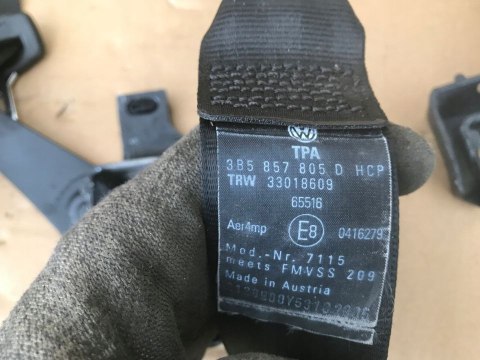 TPA
3B5 857 805 D HCP
TRW 33018609
65516
Aer4mp E8 0416279
Mod.-Nr. 7115
meets FMVSS 209
Made in Austria